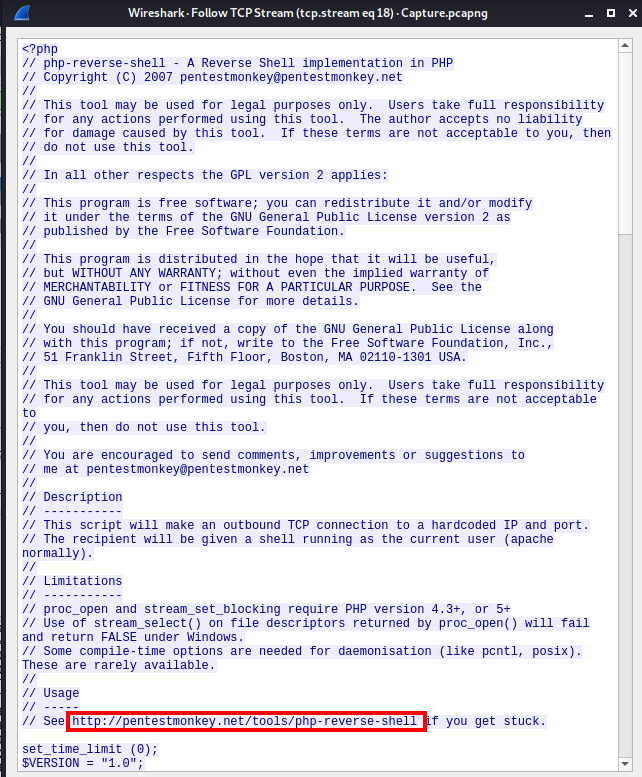 Wireshark · Follow TCP Stream (tcp.stream eq 18) · Capture.pcapng
<?php
// php-reverse-shell - A Reverse Shell implementation in PHP
// Copyright (C) 2007 pentestmonkey@pentestmonkey.net
//
// This tool may be used for legal purposes only.  Users take full responsibility
// for any actions performed using this tool.  The author accepts no liability
// for damage caused by this tool.  If these terms are not acceptable to you, then
// do not use this tool.
//
// In all other respects the GPL version 2 applies:
//
// This program is free software; you can redistribute it and/or modify
// it under the terms of the GNU General Public License version 2 as
// published by the Free Software Foundation.
//
// This program is distributed in the hope that it will be useful,
// but WITHOUT ANY WARRANTY; without even the implied warranty of
// MERCHANTABILITY or FITNESS FOR A PARTICULAR PURPOSE.  See the
// GNU General Public License for more details.
//
// You should have received a copy of the GNU General Public License along
// with this program; if not, write to the Free Software Foundation, Inc.,
// 51 Franklin Street, Fifth Floor, Boston, MA 02110-1301 USA.
//
// This tool may be used for legal purposes only.  Users take full responsibility
// for any actions performed using this tool.  If these terms are not acceptable
to
// you, then do not use this tool.
//
// You are encouraged to send comments, improvements or suggestions to
// me at pentestmonkey@pentestmonkey.net
//
// Description
// -----------
// This script will make an outbound TCP connection to a hardcoded IP and port.
// The recipient will be given a shell running as the current user (apache
normally).
//
// Limitations
// -----------
// proc_open and stream_set_blocking require PHP version 4.3+, or 5+
// Use of stream_select() on file descriptors returned by proc_open() will fail
and return FALSE under Windows.
// Some compile-time options are needed for daemonisation (like pcntl, posix).
These are rarely available.
//
// Usage
// -----
// See http://pentestmonkey.net/tools/php-reverse-shell if you get stuck.

set_time_limit (0);
$VERSION = "1.0";